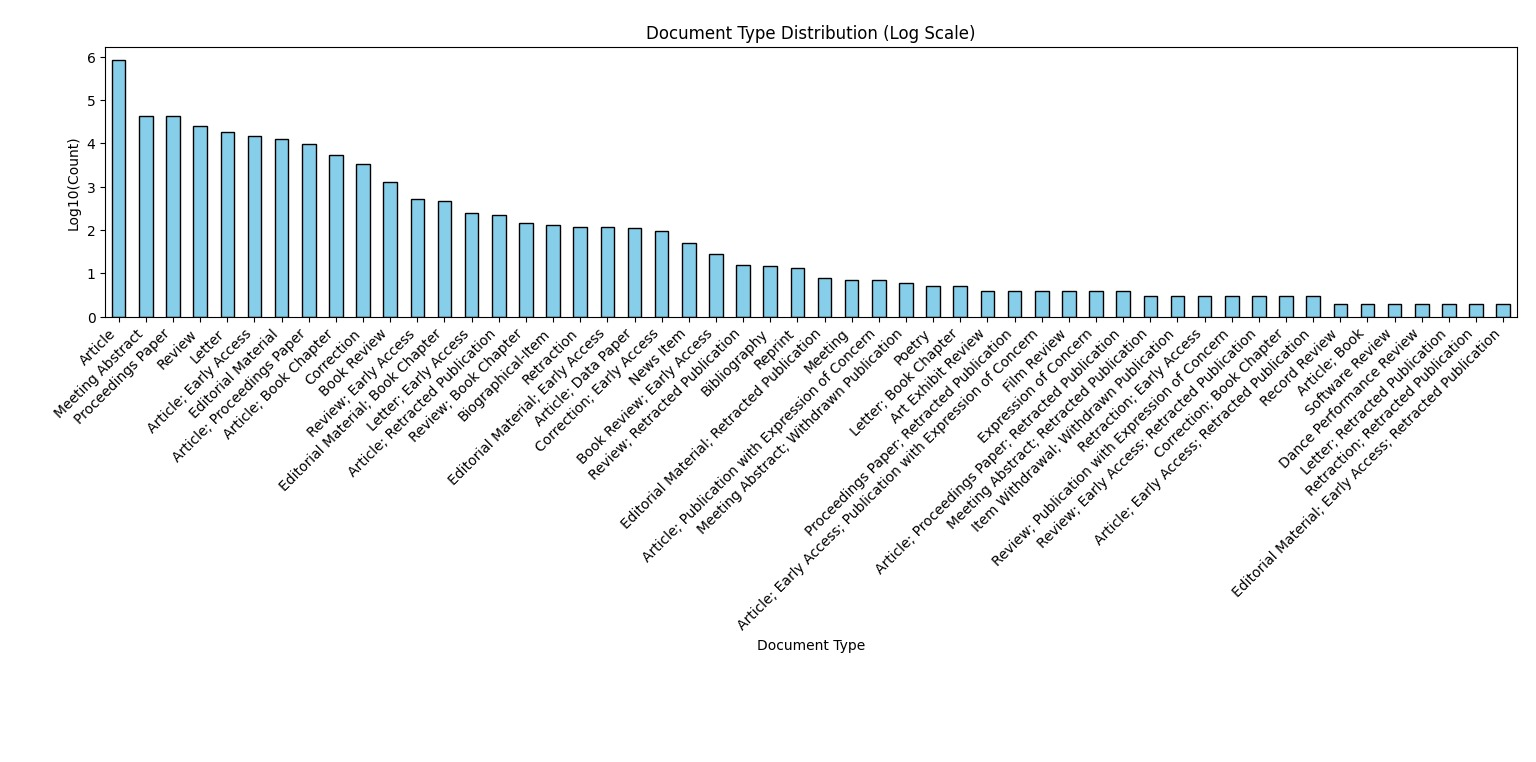 Document Type Distribution (Log Scale)
Log10(Count)
6
5
4
3
2
1
0
Article
Meeting Abstract
Proceedings Paper
Review
Letter
Article; Early Access
Editorial Material
Article; Proceedings Paper
Article; Book Chapter
Correction
Book Review
Review; Early Access
Editorial Material; Book Chapter
Letter; Early Access
Article; Retracted Publication
Review; Book Chapter
Biographical-Item
Retraction
Editorial Material; Early Access
Article; Data Paper
Correction; Early Access
News Item
Book Review; Early Access
Review; Retracted Publication
Bibliography
Reprint
Editorial Material; Retracted Publication
Meeting
Article; Publication with Expression of Concern
Meeting Abstract; Withdrawn Publication
Poetry
Letter; Book Chapter
Art Exhibit Review
Proceedings Paper; Retracted Publication
Article; Early Access; Publication with Expression of Concern
Film Review
Expression of Concern
Article; Proceedings Paper; Retracted Publication
Meeting Abstract; Retracted Publication
Item Withdrawal; Withdrawn Publication
Retraction; Early Access
Review; Publication with Expression of Concern
Review; Early Access; Retracted Publication
Correction; Book Chapter
Article; Early Access; Retracted Publication
Record Review
Article; Book
Software Review
Dance Performance Review
Letter; Retracted Publication
Retraction; Retracted Publication
Editorial Material; Early Access; Retracted Publication
Document Type